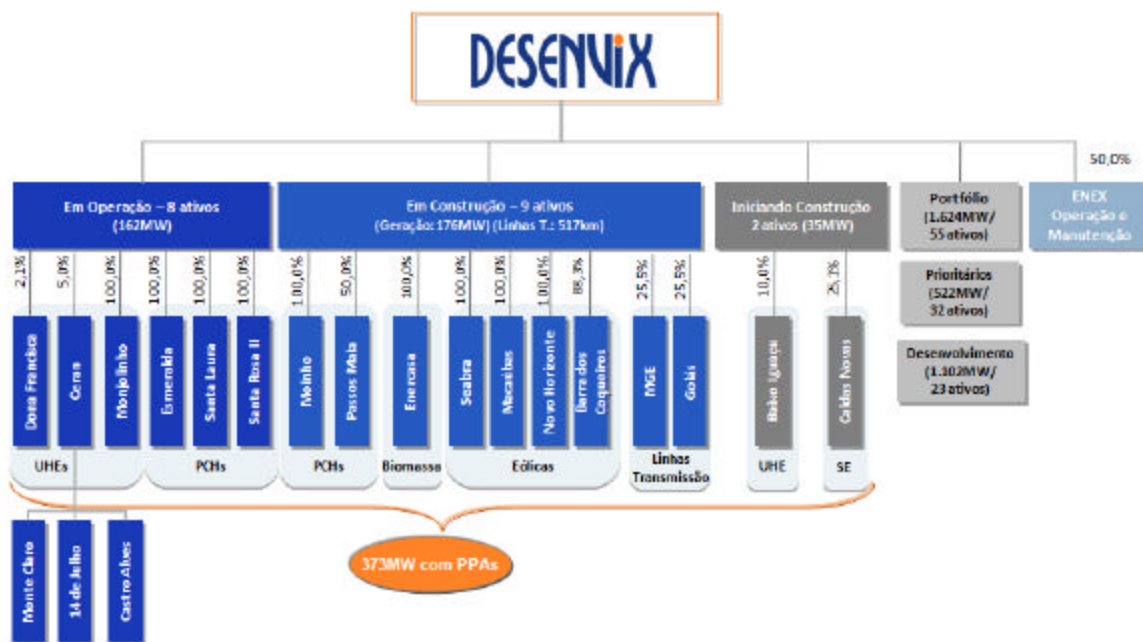 DESENVIX
50,0%
Em Operação – 8 ativos
(162MW)
Em Construção – 9 ativos
(Geração: 176MW) (Linhas T.: 517km)
Iniciando Construção
2 ativos (35MW)
Portfólio
(1.624MW/
55 ativos)
ENEX
Operação e
Manutenção
Prioritários
(522MW/
32 ativos)
Desenvolvimento
(1.102MW/
23 ativos)
2,1%
5,0%
100,0%
100,0%
100,0%
100,0%
100,0%
50,0%
100,0%
100,0%
100,0%
100,0%
88,3%
25,5%
25,5%
10,0%
25,1%
Dona Francisca
Ceran
Monjolinho
Esmeralda
Santa Laura
Santa Rosa II
Moinho
Passos Maia
Enercasa
Seabra
Macaúbas
Novo Horizonte
Barra dos
Coqueiros
MGE
Goiás
Baixo Iguaçu
Caldas Novas
UHEs
PCHs
PCHs
Biomassa
Eólicas
Linhas
Transmissão
UHE
SE
Monte Claro
14 de Julho
Castro Alves
373MW com PPAs